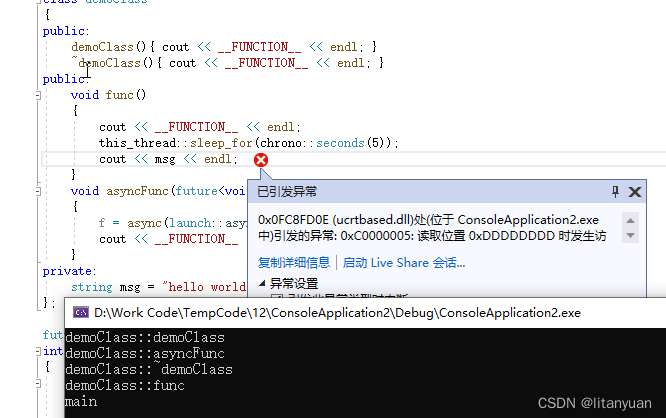 class demoClass
{
public:
demoClass(){ cout << __FUNCTION__ << endl; }
~demoClass(){ cout << __FUNCTION__ << endl; }
public:
void func()
{
cout << __FUNCTION__ << endl;
this_thread::sleep_for(chrono::seconds(5));
cout << msg << endl;
}
void asyncFunc(future<voi
{
f = async(launch::asyn
cout << __FUNCTION__
}
private:
string msg = "hello world
};
int
{
已引发异常
0x0FC8FD0E (ucrtbased.dll)处(位于 ConsoleApplication2.exe
中)引发的异常: 0xC0000005: 读取位置 0xDDDDDDDD 时发生访
复制详细信息 | 启动 Live Share 会话...
异常设置
D:\Work Code\TempCode\12\ConsoleApplication2\Debug\ConsoleApplication2.exe
demoClass::demoClass
demoClass::asyncFunc
demoClass::~demoClass
demoClass::func
main
CSDN @litanyuan